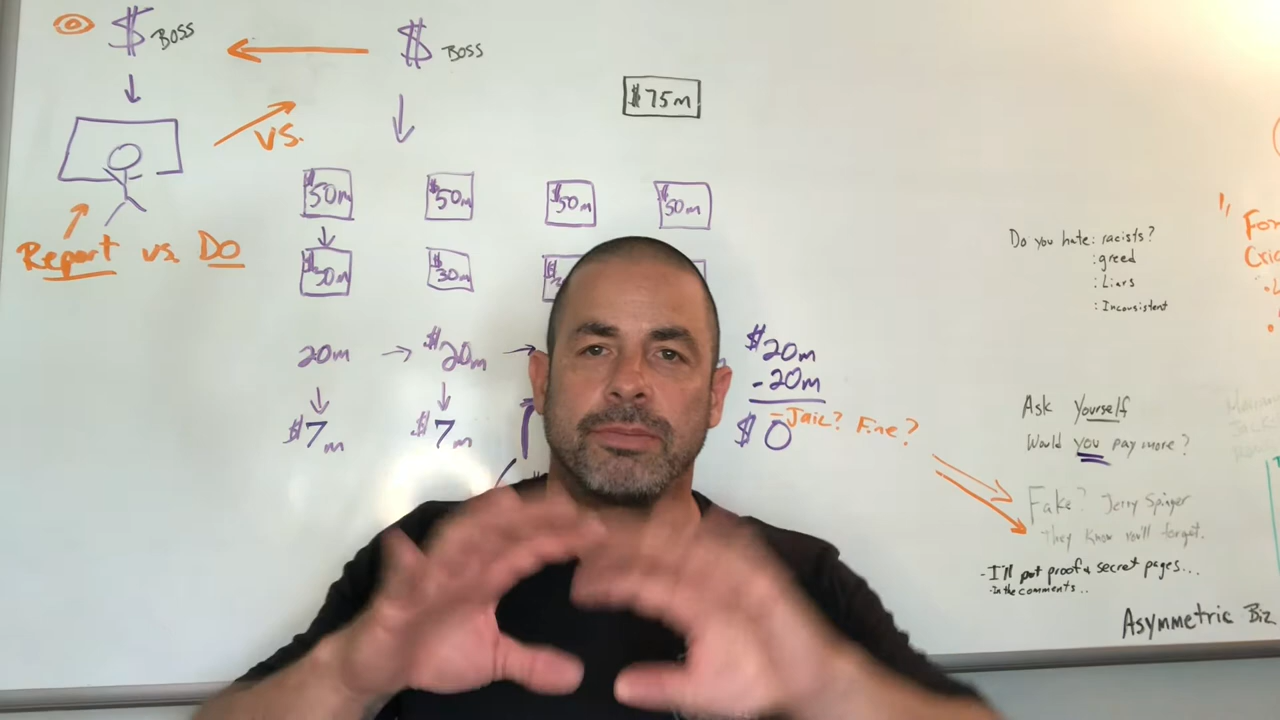 $ BOSS
$ BOSS
$75m
vs.
Report vs. Do
$50m $50m $50m $50m
$30m $30m
20m → $20m →
$7m $7m
$20m
-20m
$0
-Jail? Fine?
Do you hate: racists?
: greed
: Liars
: Inconsistent
Ask Yourself
Would you pay more?
Fake? Jerry Spinger
They know you'll forget.
- I'll put proof & secret pages...
- in the comments..
Asymmetric Biz